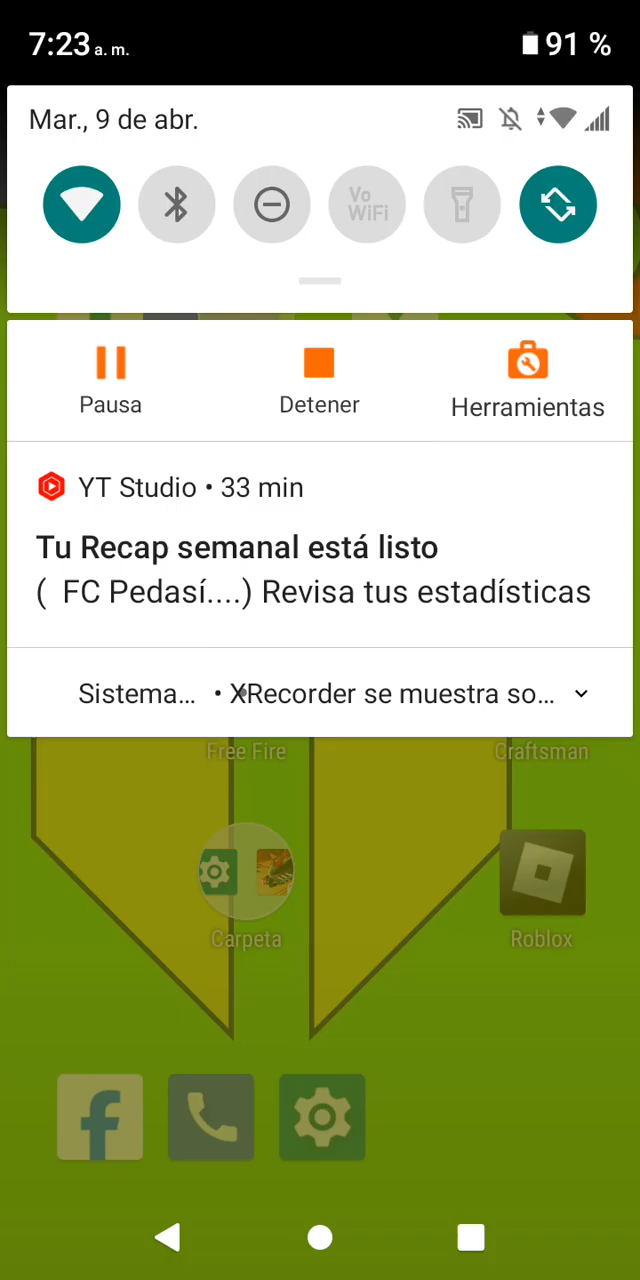 7:23 a. m. 91 %
Mar., 9 de abr.
Vo
WiFi
Pausa Detener Herramientas
YT Studio • 33 min
Tu Recap semanal está listo
( FC Pedasí....) Revisa tus estadísticas
Sistema... • XRecorder se muestra so...
Free Fire Craftsman
Carpeta Roblox